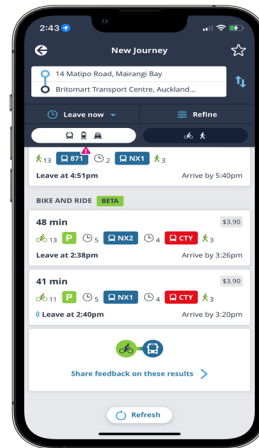 2:43
New Journey
14 Matipo Road, Mairangi Bay
Britomart Transport Centre, Auckland...
Leave now
Refine
13 871 2 NX1 3
Leave at 4:51pm Arrive by 5:40pm
BIKE AND RIDE BETA
48 min $3.90
13 P 5 NX2 4 CTY 3
Leave at 2:38pm Arrive by 3:26pm
41 min $3.90
11 P 5 NX1 4 CTY 3
Leave at 2:40pm Arrive by 3:20pm
Share feedback on these results
Refresh